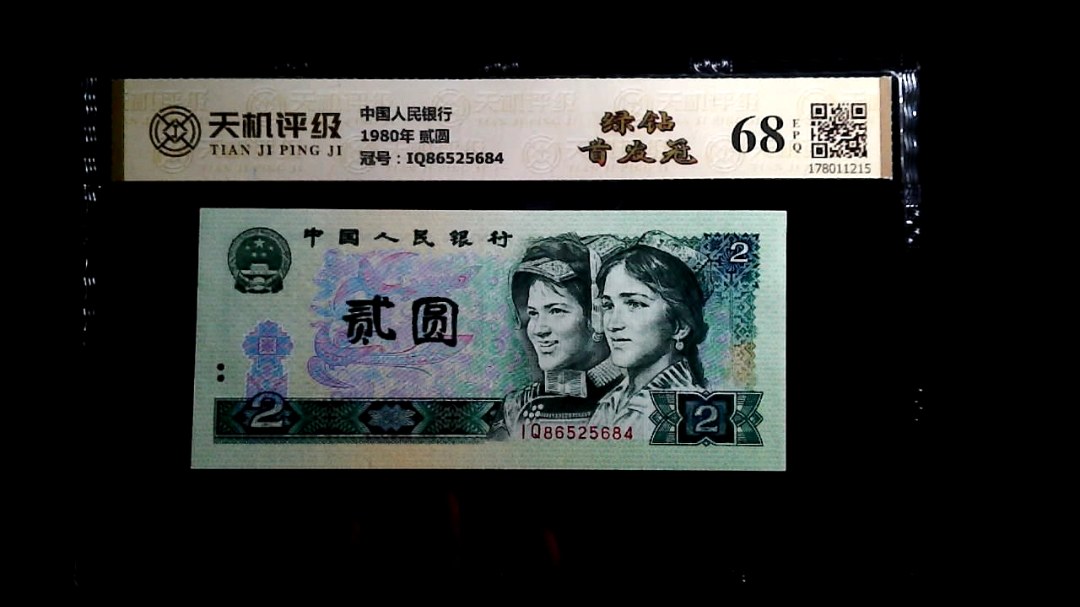 天机评级
TIAN JI PING JI
中国人民银行
1980年 贰圆
冠号：IQ86525684
绿钻
首发冠
68
EPQ
178011215
中国人民银行
2
贰圆
2
2
IQ86525684